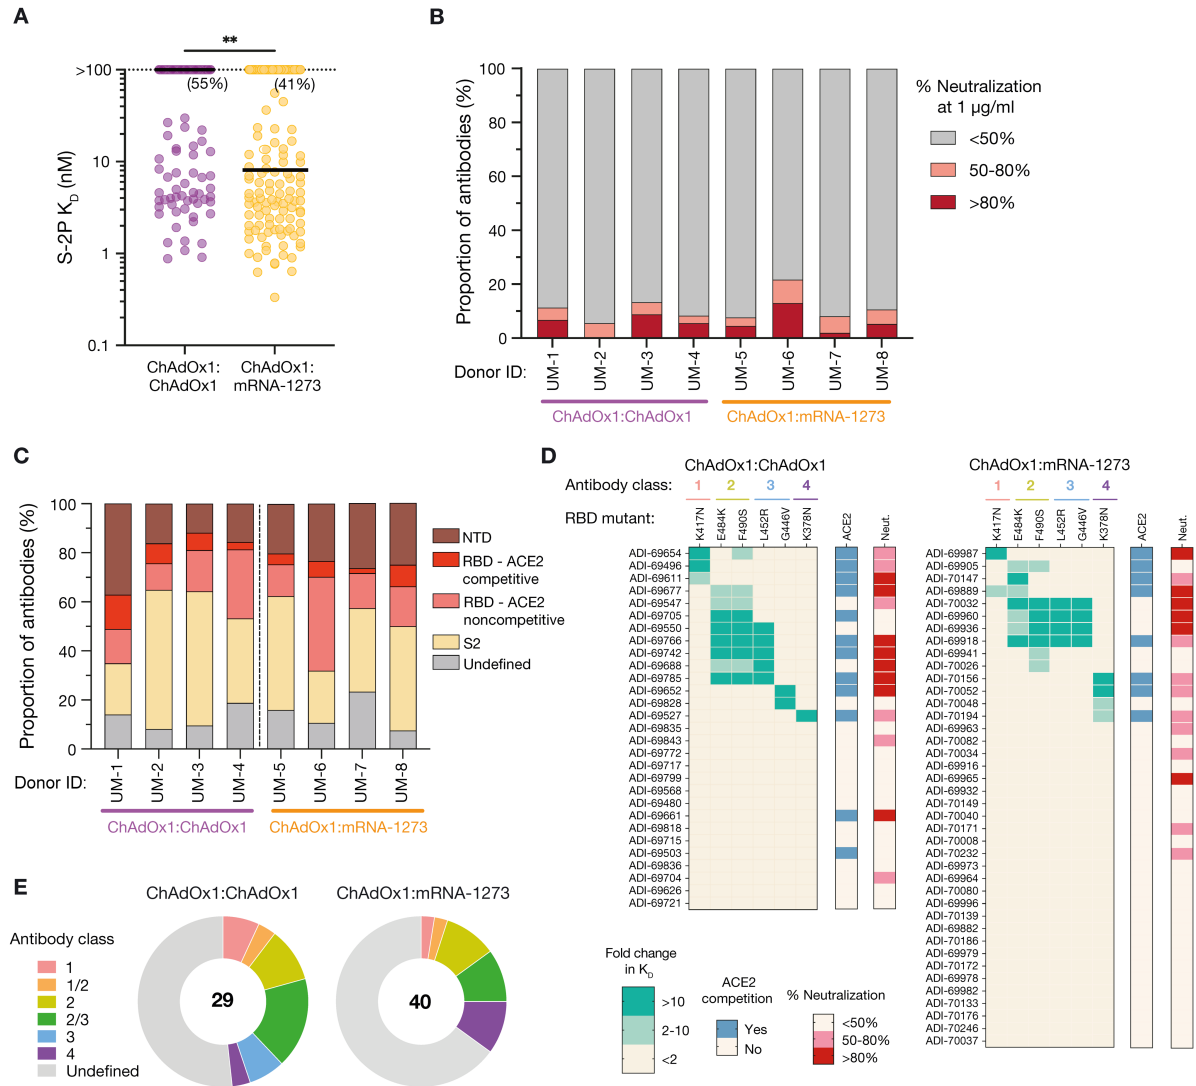 A
**
>100
(55%)
(41%)
10
1
0.1
S-2P KD (nM)
ChAdOx1:
ChAdOx1
ChAdOx1:
mRNA-1273
B
100
80
60
40
20
0
Proportion of antibodies (%)
Donor ID:
UM-1
UM-2
UM-3
UM-4
UM-5
UM-6
UM-7
UM-8
ChAdOx1:ChAdOx1
ChAdOx1:mRNA-1273
% Neutralization
at 1 µg/ml
<50%
50-80%
>80%
C
100
80
60
40
20
0
Proportion of antibodies (%)
Donor ID:
UM-1
UM-2
UM-3
UM-4
UM-5
UM-6
UM-7
UM-8
ChAdOx1:ChAdOx1
ChAdOx1:mRNA-1273
NTD
RBD - ACE2
competitive
RBD - ACE2
noncompetitive
S2
Undefined
D
ChAdOx1:ChAdOx1
Antibody class:
1 2 3 4
RBD mutant:
K417N
E484K
F490S
L452R
G446V
K378N
ACE2
Neut.
ADI-69654
ADI-69496
ADI-69611
ADI-69677
ADI-69547
ADI-69705
ADI-69550
ADI-69766
ADI-69742
ADI-69688
ADI-69785
ADI-69652
ADI-69828
ADI-69527
ADI-69835
ADI-69843
ADI-69772
ADI-69717
ADI-69799
ADI-69568
ADI-69480
ADI-69661
ADI-69818
ADI-69715
ADI-69503
ADI-69836
ADI-69704
ADI-69626
ADI-69721
ChAdOx1:mRNA-1273
1 2 3 4
K417N
E484K
F490S
L452R
G446V
K378N
ACE2
Neut.
ADI-69987
ADI-69905
ADI-70147
ADI-69889
ADI-70032
ADI-69960
ADI-69936
ADI-69918
ADI-69941
ADI-70026
ADI-70156
ADI-70052
ADI-70048
ADI-70194
ADI-69963
ADI-70082
ADI-70034
ADI-69916
ADI-69965
ADI-69932
ADI-70149
ADI-70040
ADI-70171
ADI-70008
ADI-70232
ADI-69973
ADI-69964
ADI-70080
ADI-69996
ADI-70139
ADI-69882
ADI-70186
ADI-69979
ADI-70172
ADI-69978
ADI-69982
ADI-70133
ADI-70176
ADI-70246
ADI-70037
Fold change
in KD
>10
2-10
<2
ACE2
competition
Yes
No
% Neutralization
<50%
50-80%
>80%
E
ChAdOx1:ChAdOx1
ChAdOx1:mRNA-1273
Antibody class
1
1/2
2
2/3
3
4
Undefined
29
40